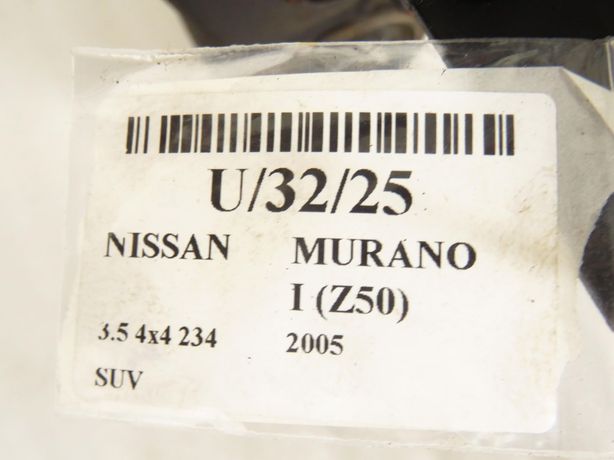 U/32/25
NISSAN MURANO
I (Z50)
3.5 4x4 234 2005
SUV